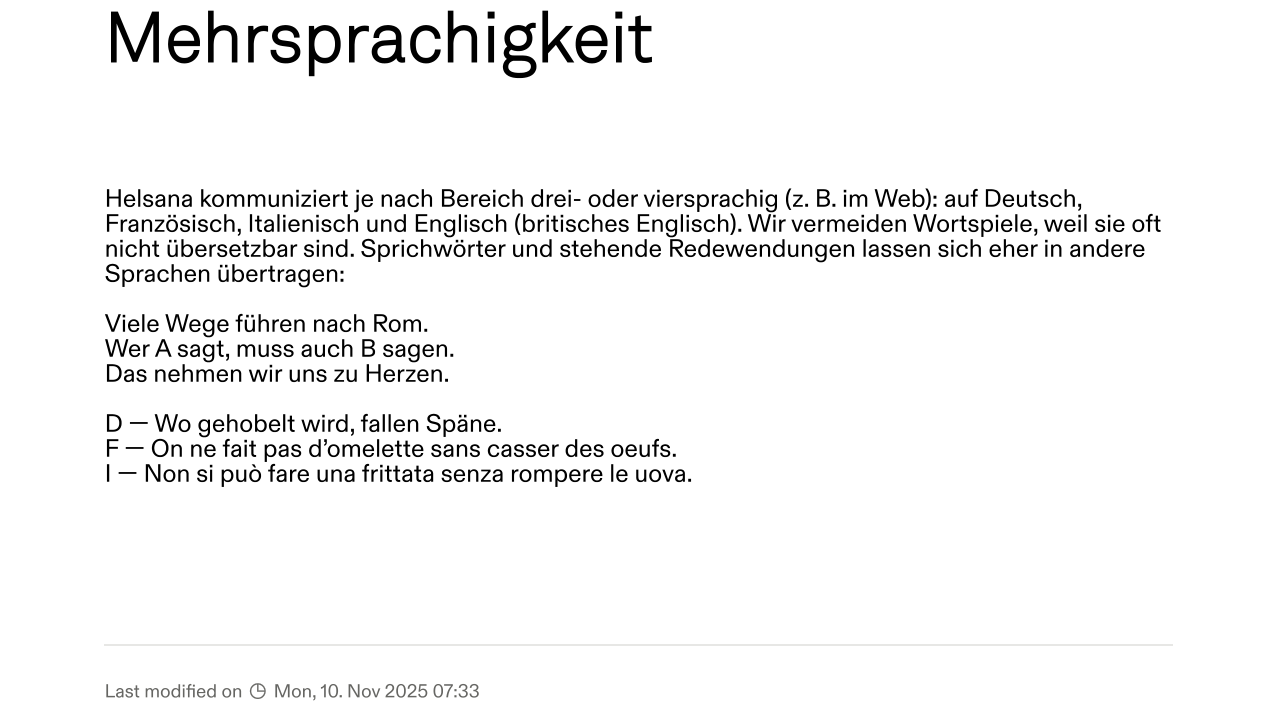 Mehrsprachigkeit
Helsana kommuniziert je nach Bereich drei- oder viersprachig (z. B. im Web): auf Deutsch,
Französisch, Italienisch und Englisch (britisches Englisch). Wir vermeiden Wortspiele, weil sie oft
nicht übersetzbar sind. Sprichwörter und stehende Redewendungen lassen sich eher in andere
Sprachen übertragen:
Viele Wege führen nach Rom.
Wer A sagt, muss auch B sagen.
Das nehmen wir uns zu Herzen.
D — Wo gehobelt wird, fallen Späne.
F — On ne fait pas d’omelette sans casser des oeufs.
I — Non si può fare una frittata senza rompere le uova.
Last modified on Mon, 10. Nov 2025 07:33